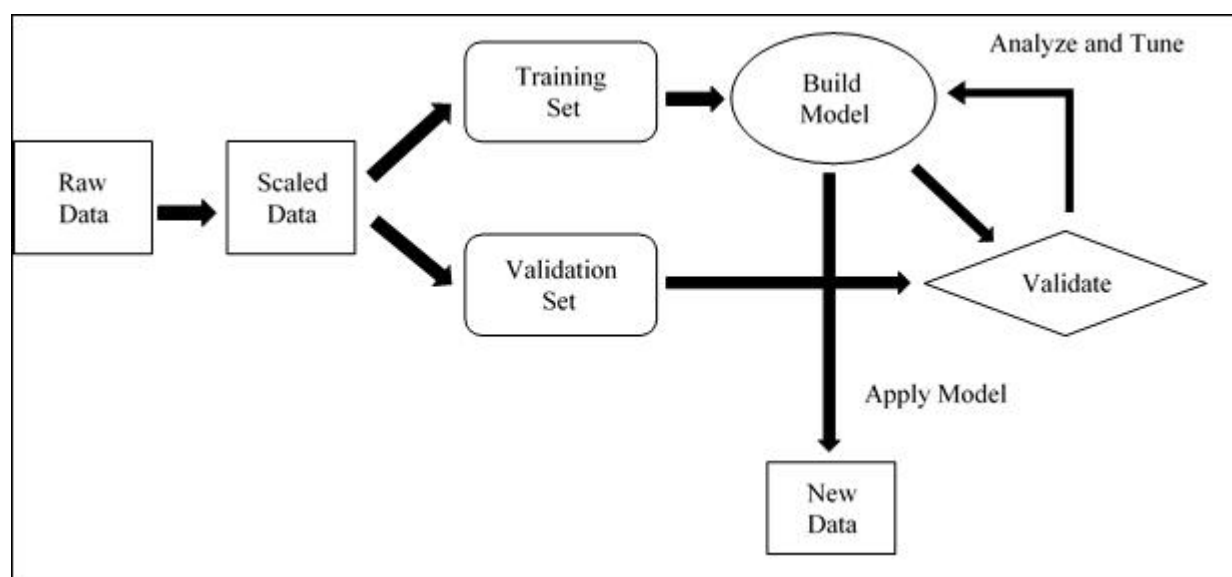 Raw
Data
Scaled
Data
Training
Set
Validation
Set
Build
Model
Analyze and Tune
Validate
Apply Model
New
Data